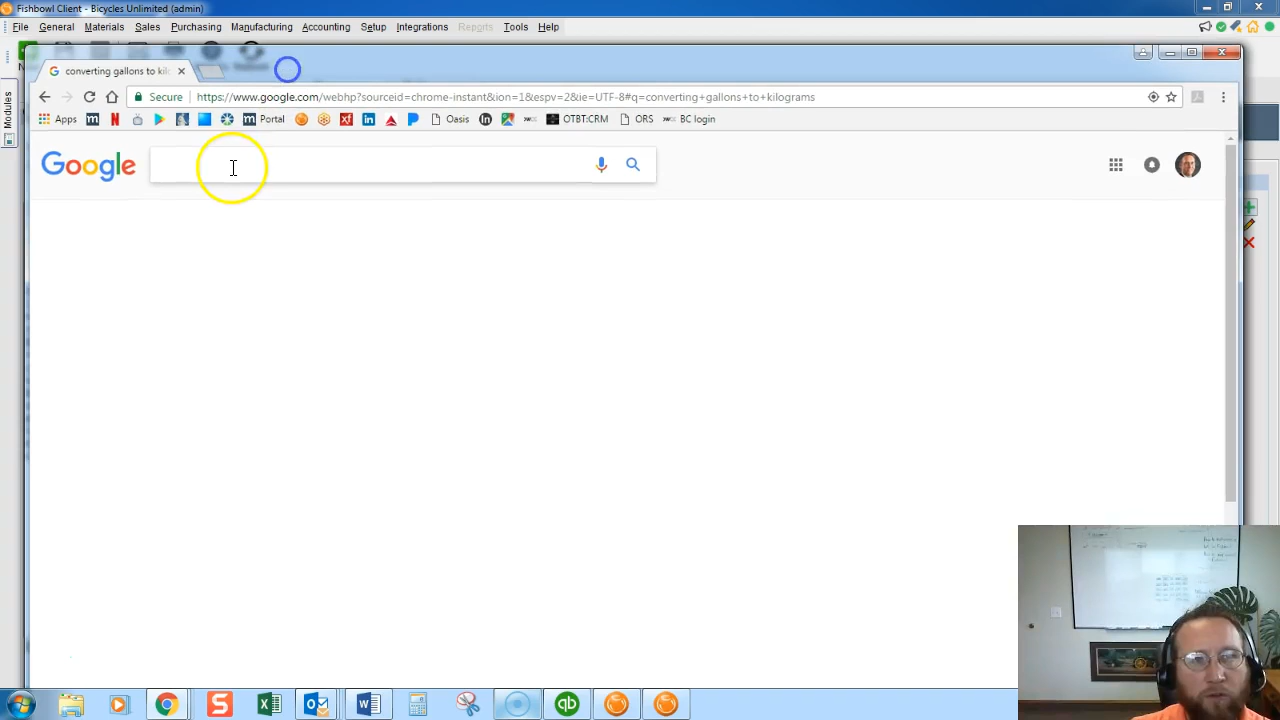 Fishbowl Client - Bicycles Unlimited (admin)
File General Materials Sales Purchasing Manufacturing Accounting Setup Integrations Reports Tools Help
converting gallons to kil
Secure https://www.google.com/webhp?sourceid=chrome-instant&ion=1&espv=2&ie=UTF-8#q=converting+gallons+to+kilograms
Apps Portal Oasis OTBT:CRM ORS BC login
Modules
Google